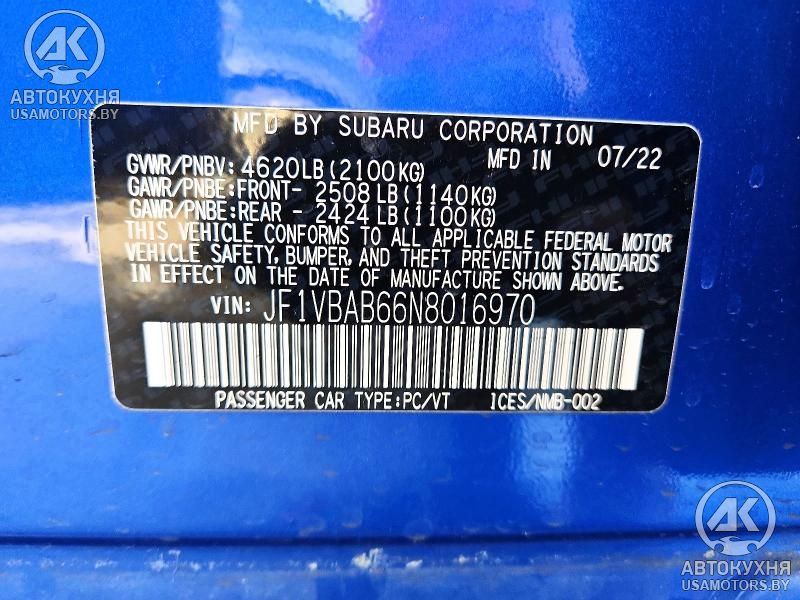 AK
АВТОКУХНЯ
USAMOTORS.BY
MFD BY SUBARU CORPORATION
GVWR/PNBV: 4620LB (2100KG) MFD IN 07/22
GAWR/PNBE:FRONT- 2508 LB (1140KG)
GAWR/PNBE:REAR - 2424 LB (1100KG)
THIS VEHICLE CONFORMS TO ALL APPLICABLE FEDERAL MOTOR
VEHICLE SAFETY, BUMPER, AND THEFT PREVENTION STANDARDS
IN EFFECT ON THE DATE OF MANUFACTURE SHOWN ABOVE.
VIN: JF1VBAB66N8016970
PASSENGER CAR TYPE:PC/VT ICES/NMB-002
AK
АВТОКУХНЯ
USAMOTORS.BY